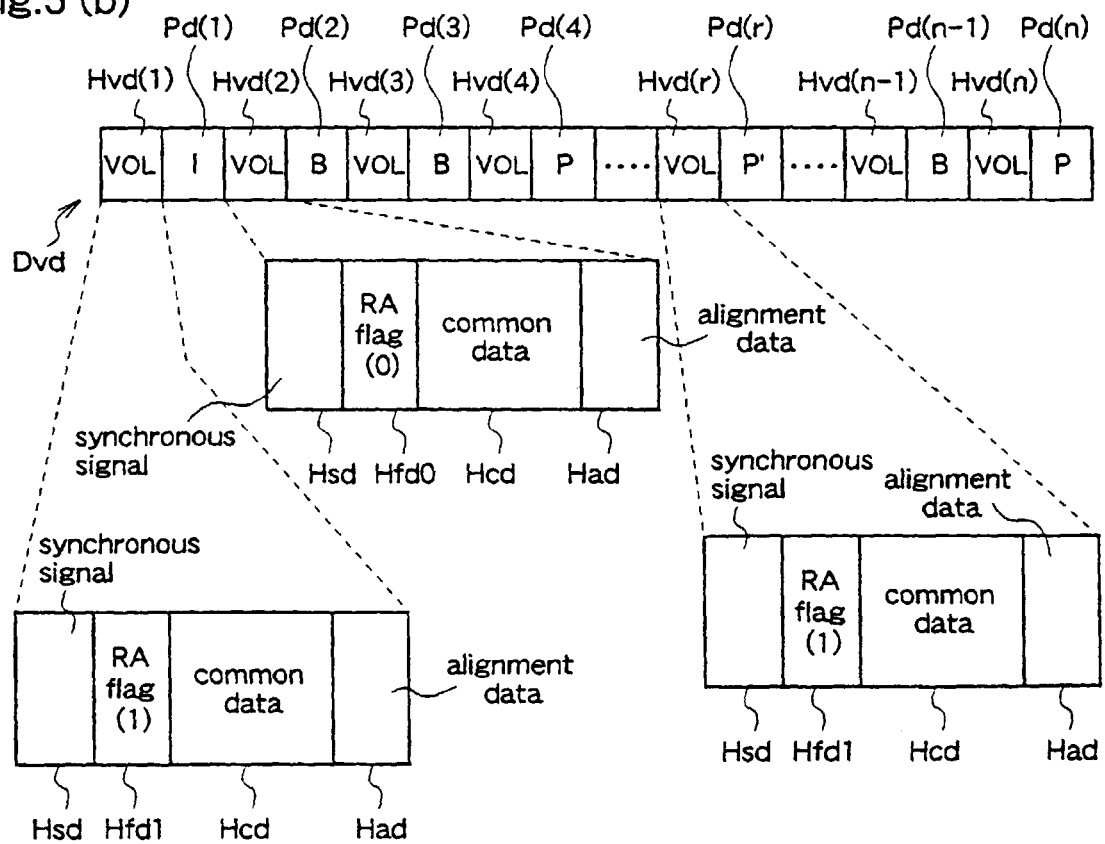 ig.5 (b)
Pd(1) Pd(2) Pd(3) Pd(4) Pd(r) Pd(n-1) Pd(n)
Hvd(1) Hvd(2) Hvd(3) Hvd(4) Hvd(r) Hvd(n-1) Hvd(n)
VOL I VOL B VOL B VOL P ···· VOL P' ···· VOL B VOL P
Dvd
RA
flag
(0)
common
data
alignment
data
synchronous
signal
Hsd Hfd0 Hcd Had
synchronous
signal
alignment
data
RA
flag
(1)
common
data
Hsd Hfd1 Hcd Had
synchronous
signal
RA
flag
(1)
common
data
alignment
data
Hsd Hfd1 Hcd Had